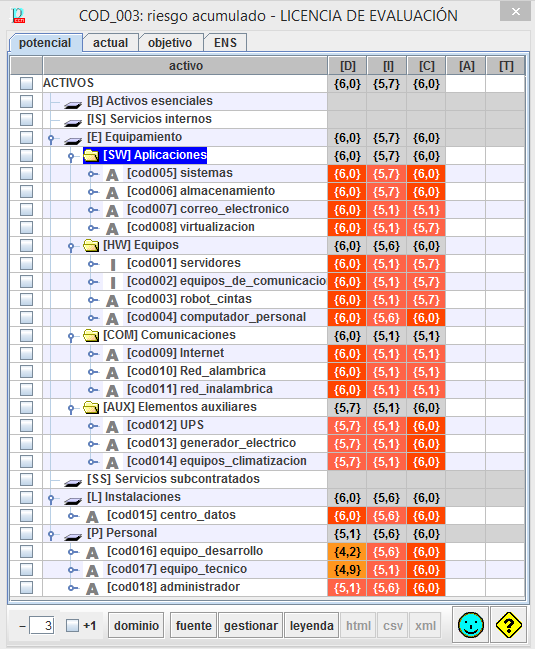 COD_003: riesgo acumulado - LICENCIA DE EVALUACIÓN
potencial actual objetivo ENS
activo [D] [I] [C] [A] [T]
ACTIVOS {6,0} {5,7} {6,0}
[B] Activos esenciales
[IS] Servicios internos
[E] Equipamiento {6,0} {5,7} {6,0}
[SW] Aplicaciones {6,0} {5,7} {6,0}
A [cod005] sistemas {6,0} {5,7} {6,0}
A [cod006] almacenamiento {6,0} {5,7} {6,0}
A [cod007] correo_electronico {6,0} {5,1} {5,1}
A [cod008] virtualizacion {6,0} {5,1} {5,7}
[HW] Equipos {6,0} {5,6} {6,0}
I [cod001] servidores {6,0} {5,1} {5,7}
I [cod002] equipos_de_comunicacio {6,0} {5,1} {5,7}
A [cod003] robot_cintas {6,0} {5,1} {5,7}
A [cod004] computador_personal {6,0} {5,6} {6,0}
[COM] Comunicaciones {6,0} {5,1} {5,1}
A [cod009] Internet {6,0} {5,1} {5,1}
A [cod010] Red_alambrica {6,0} {5,1} {5,1}
A [cod011] red_inalambrica {6,0} {5,1} {5,1}
[AUX] Elementos auxiliares {5,7} {5,1} {6,0}
A [cod012] UPS {5,7} {5,1} {6,0}
A [cod013] generador_electrico {5,7} {5,1} {6,0}
A [cod014] equipos_climatizacion {5,7} {5,1} {6,0}
[SS] Servicios subcontratados
[L] Instalaciones {6,0} {5,6} {6,0}
A [cod015] centro_datos {6,0} {5,6} {6,0}
[P] Personal {5,1} {5,6} {6,0}
A [cod016] equipo_desarrollo {4,2} {5,6} {6,0}
A [cod017] equipo_tecnico {4,9} {5,1} {6,0}
A [cod018] administrador {5,1} {5,6} {6,0}
– 3 +1 dominio fuente gestionar leyenda html csv xml ?